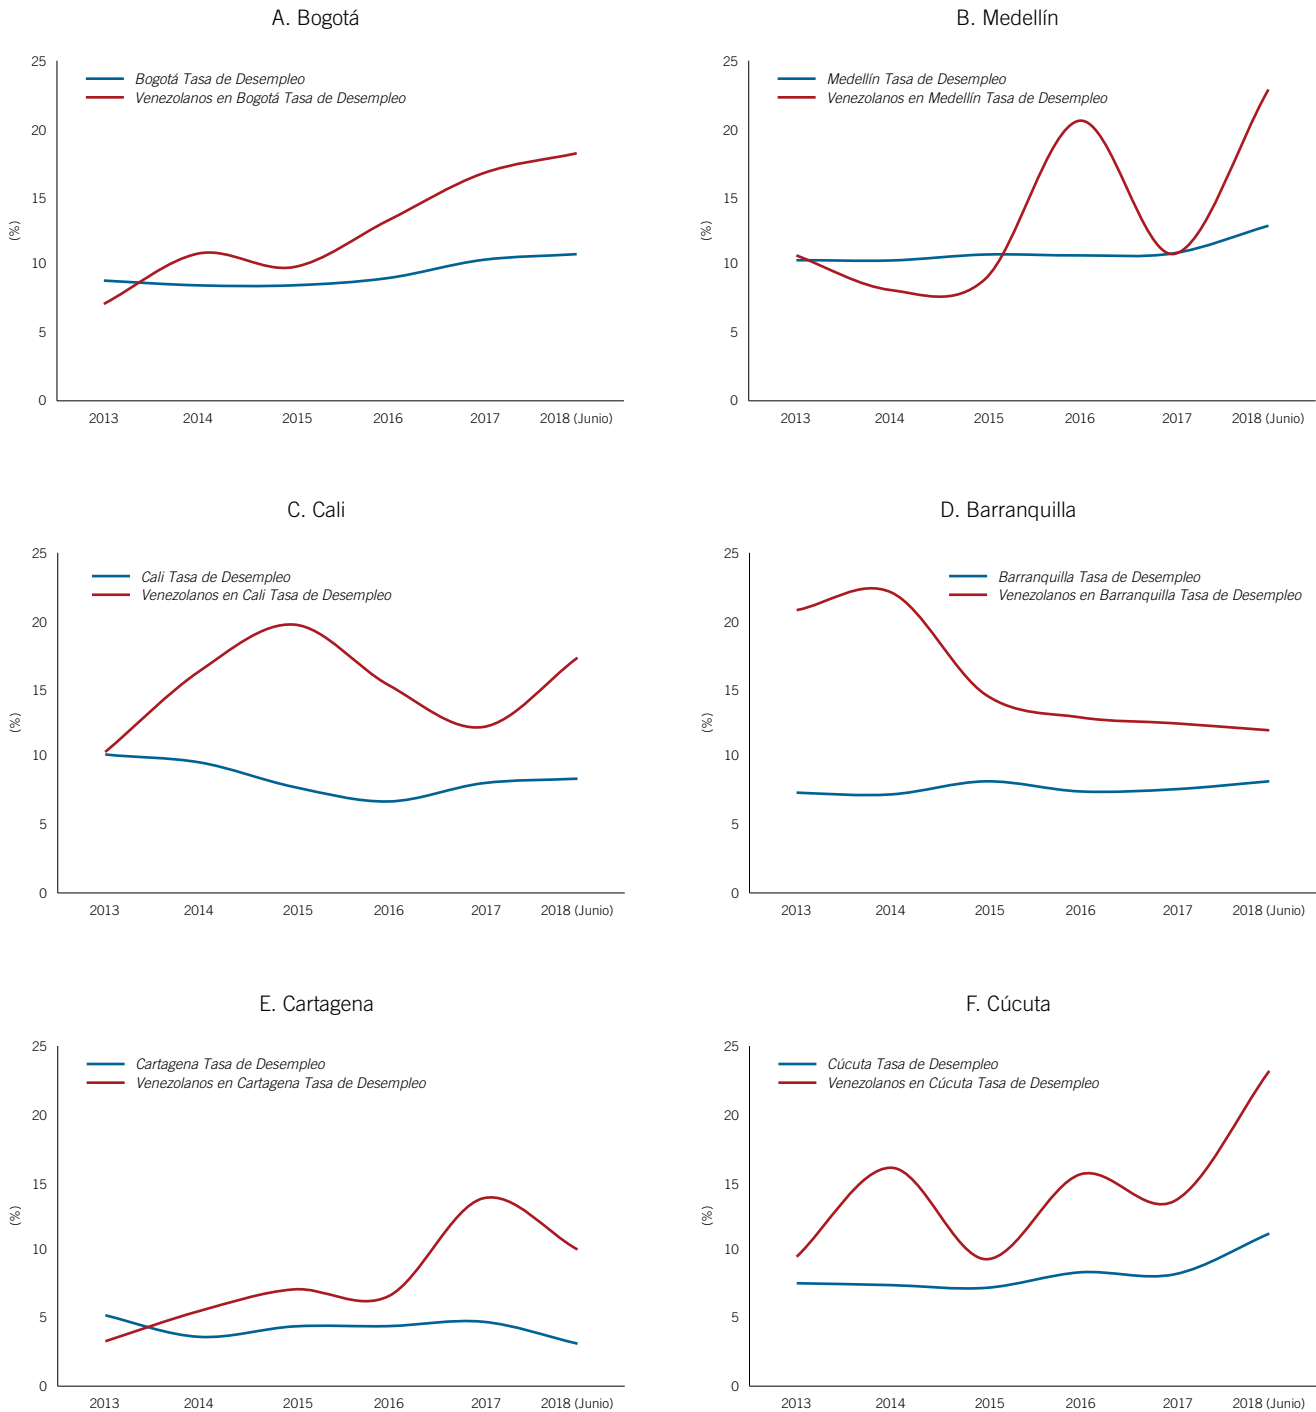 A. Bogotá
25
20
15
10
5
0
(%)
Bogotá Tasa de Desempleo
Venezolanos en Bogotá Tasa de Desempleo
2013 2014 2015 2016 2017 2018 (Junio)
B. Medellín
25
20
15
10
5
0
(%)
Medellín Tasa de Desempleo
Venezolanos en Medellín Tasa de Desempleo
2013 2014 2015 2016 2017 2018 (Junio)
C. Cali
25
20
15
10
5
0
(%)
Cali Tasa de Desempleo
Venezolanos en Cali Tasa de Desempleo
2013 2014 2015 2016 2017 2018 (Junio)
D. Barranquilla
25
20
15
10
5
0
(%)
Barranquilla Tasa de Desempleo
Venezolanos en Barranquilla Tasa de Desempleo
2013 2014 2015 2016 2017 2018 (Junio)
E. Cartagena
25
20
15
10
5
0
(%)
Cartagena Tasa de Desempleo
Venezolanos en Cartagena Tasa de Desempleo
2013 2014 2015 2016 2017 2018 (Junio)
F. Cúcuta
25
20
15
10
5
0
(%)
Cúcuta Tasa de Desempleo
Venezolanos en Cúcuta Tasa de Desempleo
2013 2014 2015 2016 2017 2018 (Junio)